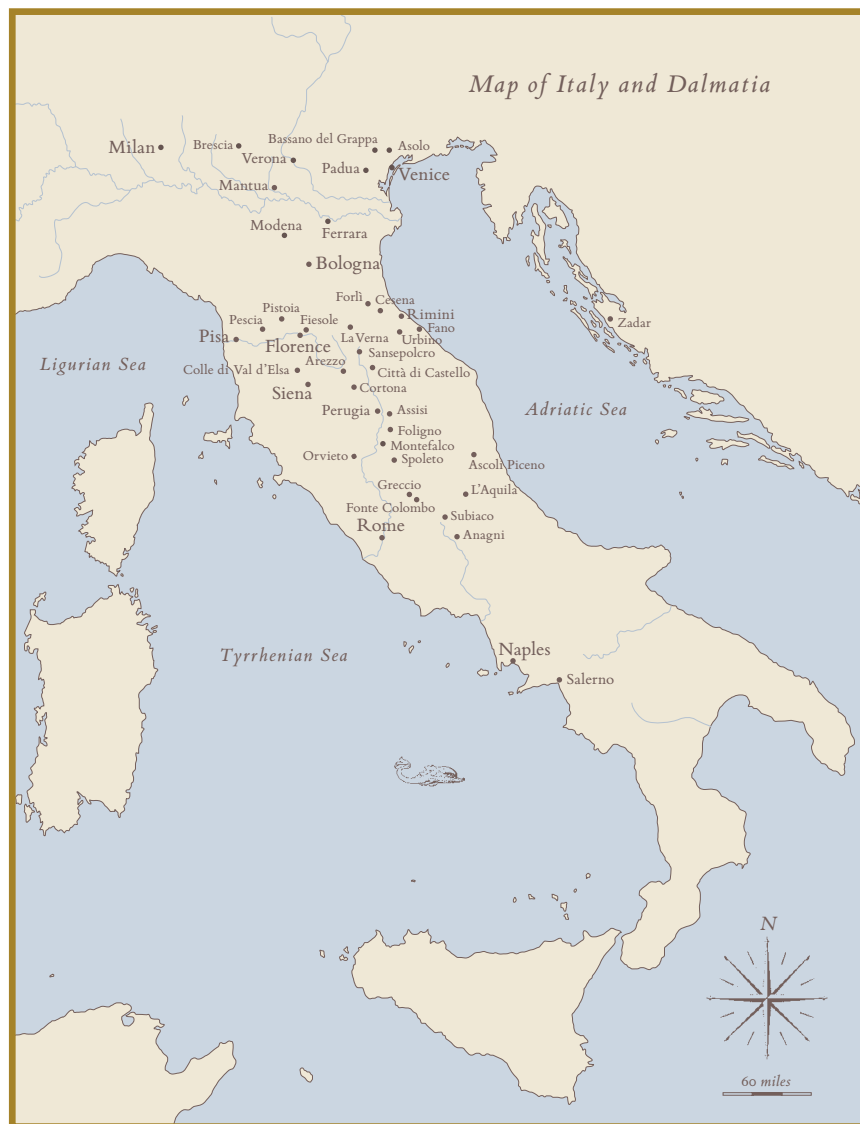 Map of Italy and Dalmatia
Bassano del Grappa
Asolo
Milan
Brescia
Verona
Padua
Venice
Mantua
Modena
Ferrara
Bologna
Forlì
Cesena
Pistoia
Rimini
Pescia
Fiesole
Fano
Zadar
Pisa
La Verna
Urbino
Florence
Sansepolcro
Ligurian Sea
Arezzo
Colle di Val d'Elsa
Città di Castello
Siena
Cortona
Perugia
Assisi
Adriatic Sea
Foligno
Montefalco
Orvieto
Spoleto
Ascoli Piceno
Greccio
L'Aquila
Fonte Colombo
Subiaco
Rome
Anagni
Tyrrhenian Sea
Naples
Salerno
N
60 miles